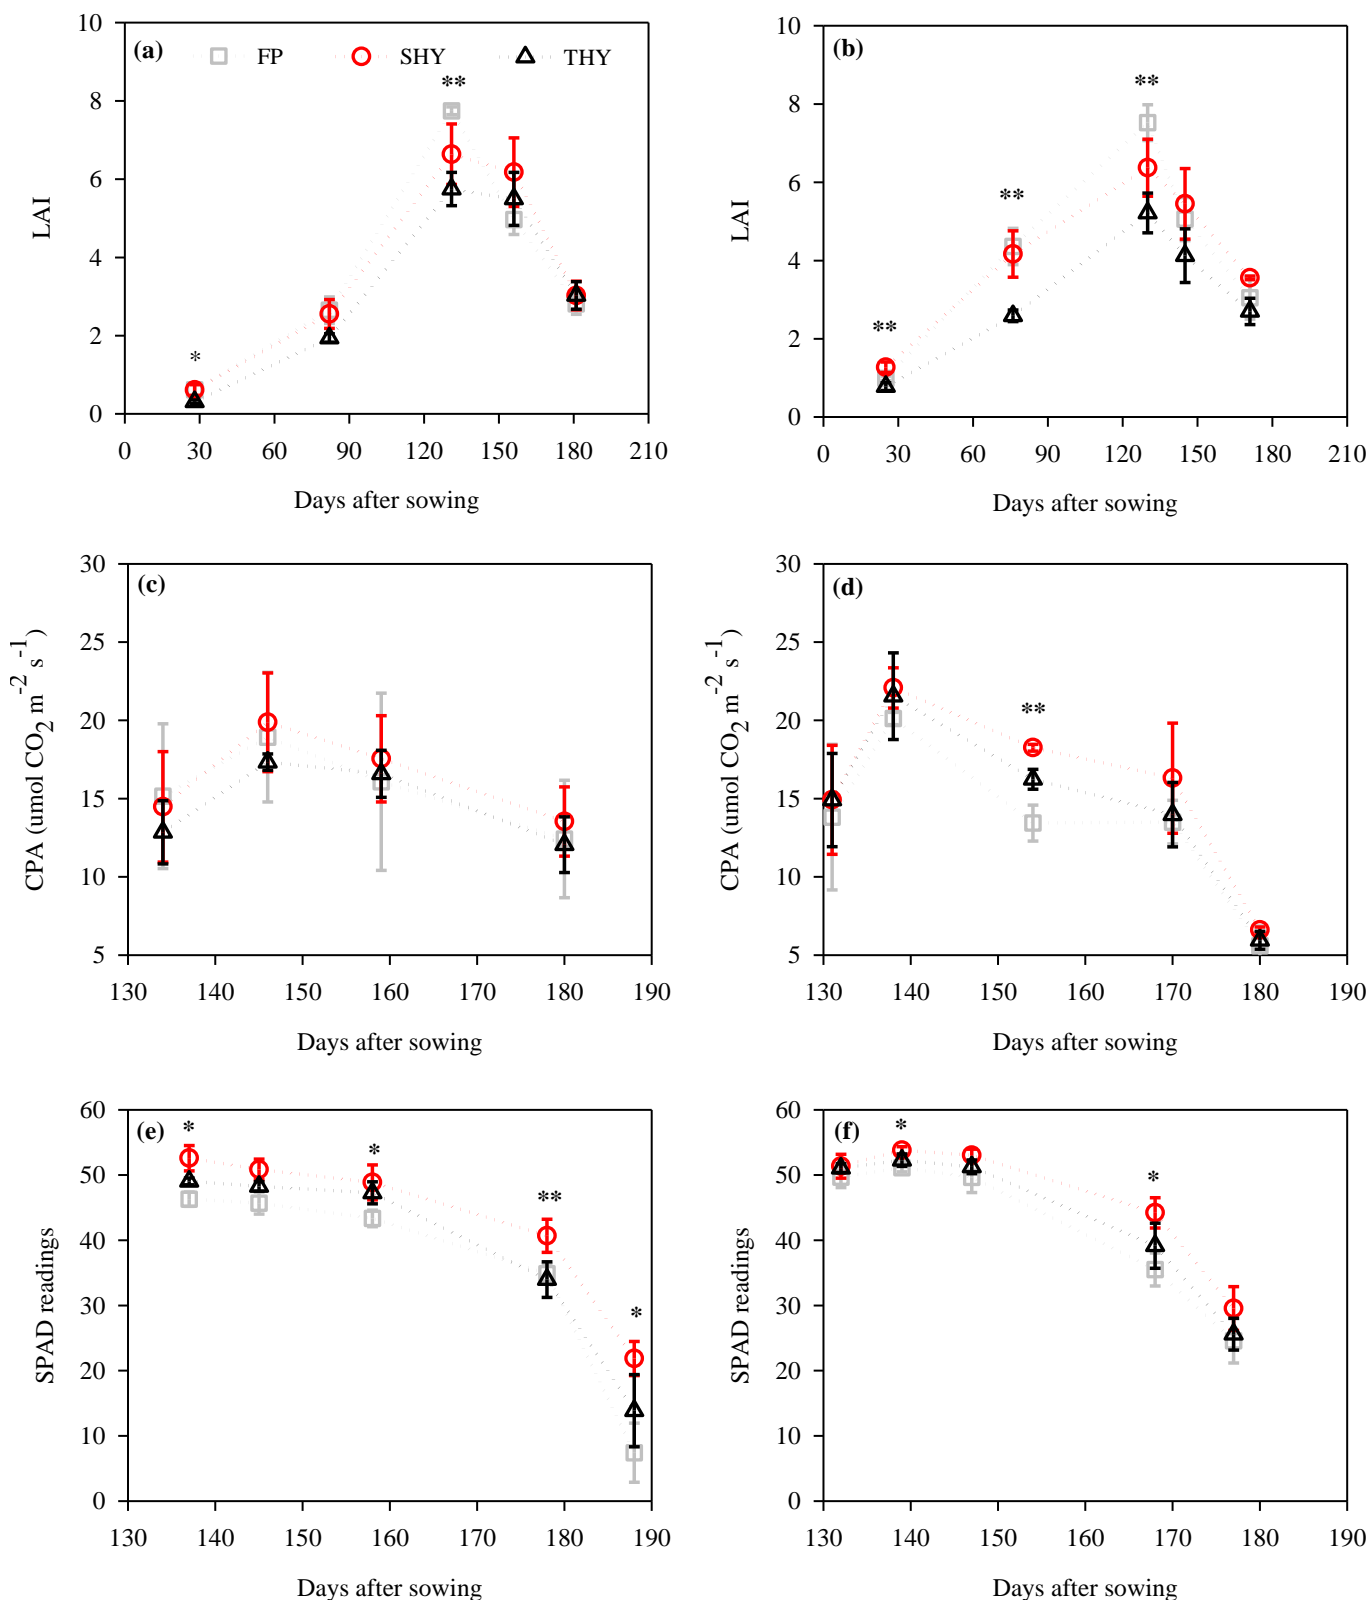 (a) FP SHY THY
10
8
6
4
2
0
LAI
* **
0 30 60 90 120 150 180 210
Days after sowing
(b)
10
8
6
4
2
0
LAI
** ** **
0 30 60 90 120 150 180 210
Days after sowing
(c)
30
25
20
15
10
5
CPA (umol CO2 m-2 s-1)
130 140 150 160 170 180 190
Days after sowing
(d)
30
25
20
15
10
5
CPA (umol CO2 m-2 s-1)
**
130 140 150 160 170 180 190
Days after sowing
(e)
60
50
40
30
20
10
0
SPAD readings
* * ** *
130 140 150 160 170 180 190
Days after sowing
(f)
60
50
40
30
20
10
0
SPAD readings
* *
130 140 150 160 170 180 190
Days after sowing